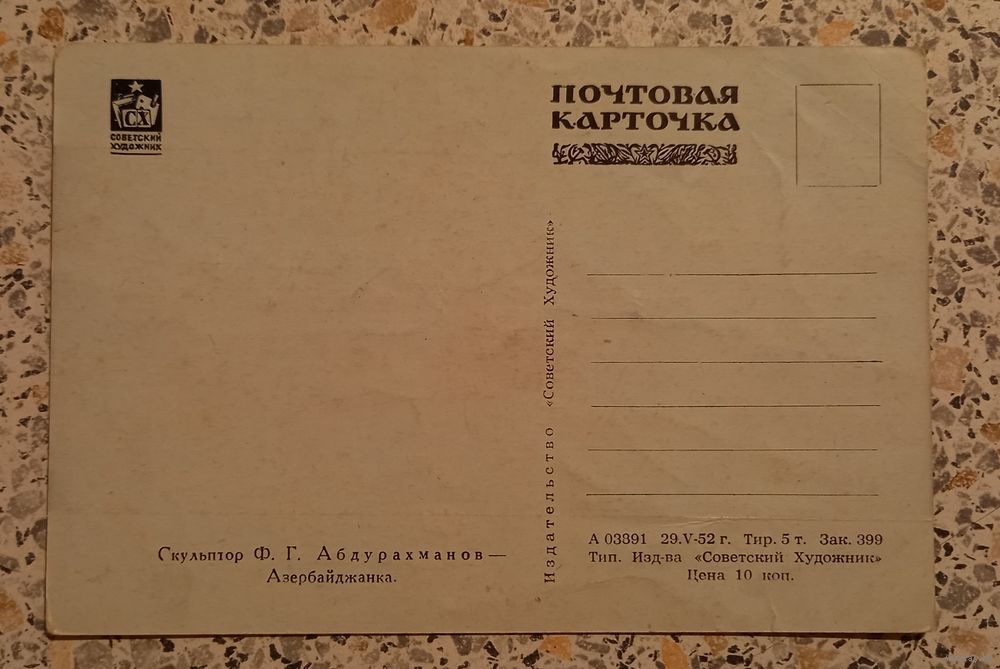 СХ
СОВЕТСКИЙ
ХУДОЖНИК
ПОЧТОВАЯ
КАРТОЧКА
Издательство «Советский Художник»
Скульптор Ф. Г. Абдурахманов —
Азербайджанка.
А 03891 29.V-52 г. Тир. 5 т. Зак. 399
Тип. Изд-ва «Советский Художник»
Цена 10 коп.